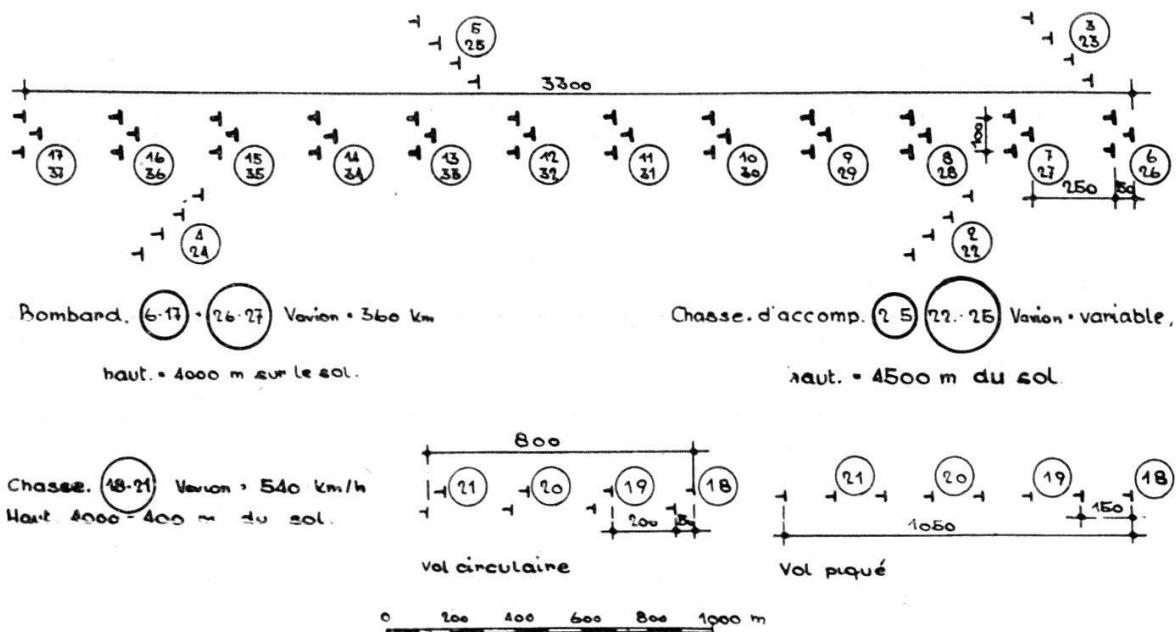 5 3
25 23
3300
17 16 15 14 13 12 11 10 9 8 7 6
37 36 35 34 33 32 31 30 29 28 27 26
100
250 50
4 2
24 22
Bombard. 6-17 - 26-27 Vavion = 360 km
haut. = 4000 m sur le sol.
Chasse. d'accomp. 2 5 22.-25 Vavion = variable.
haut. = 4500 m du sol.
800
Chasse. 18-21 Vavion = 540 km/h
Haut. 4000-400 m du sol.
21 20 19 18
200 50
Vol circulaire
21 20 19 18
150
1050
Vol piqué
0 200 400 600 800 1000 m